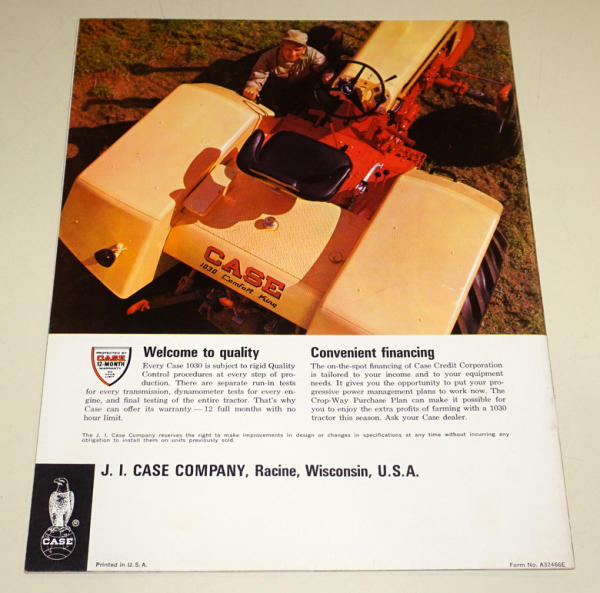 CASE
1030 Comfort King
PROTECTED BY
CASE
12-MONTH
WARRANTY
Welcome to quality
Every Case 1030 is subject to rigid Quality
Control procedures at every step of pro-
duction. There are separate run-in tests
for every transmission, dynamometer tests for every en-
gine, and final testing of the entire tractor. That's why
Case can offer its warranty — 12 full months with no
hour limit.
Convenient financing
The on-the-spot financing of Case Credit Corporation
is tailored to your income and to your equipment
needs. It gives you the opportunity to put your pro-
gressive power management plans to work now. The
Crop-Way Purchase Plan can make it possible for
you to enjoy the extra profits of farming with a 1030
tractor this season. Ask your Case dealer.
The J. I. Case Company reserves the right to make improvements in design or changes in specifications at any time without incurring any
obligation to install them on units previously sold.
J. I. CASE COMPANY, Racine, Wisconsin, U.S.A.
®
CASE
Printed in U.S.A.
Form No. A32466E